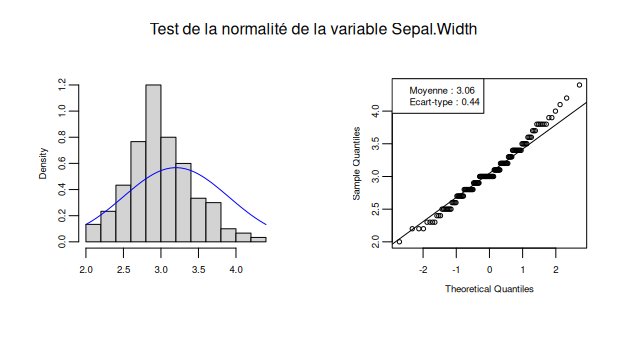 Test de la normalité de la variable Sepal.Width
Density
0.0 0.2 0.4 0.6 0.8 1.0 1.2
2.0 2.5 3.0 3.5 4.0
Moyenne : 3.06
Ecart-type : 0.44
Sample Quantiles
2.0 2.5 3.0 3.5 4.0
-2 -1 0 1 2
Theoretical Quantiles